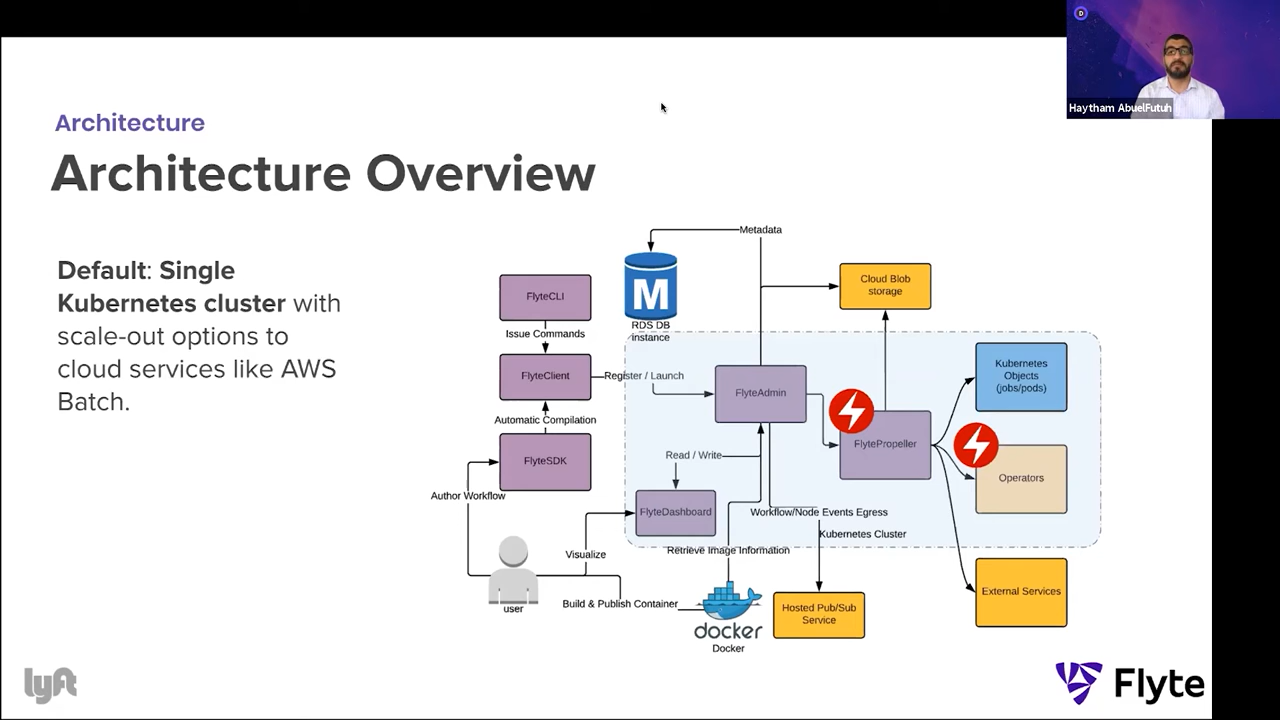 D
Haytham AbuelFutuh
Architecture
Architecture Overview
Default: Single
Kubernetes cluster with
scale-out options to
cloud services like AWS
Batch.
Metadata
M
RDS DB
instance
Cloud Blob
storage
FlyteCLI
Issue Commands
FlyteClient
Register / Launch
Automatic Compilation
FlyteSDK
Author Workflow
FlyteAdmin
FlytePropeller
Kubernetes
Objects
(jobs/pods)
Operators
Read / Write
FlyteDashboard
Workflow/Node Events Egress
Kubernetes Cluster
Retrieve Image Information
Visualize
user
Build & Publish Container
docker
Docker
Hosted Pub/Sub
Service
External Services
lyft
Flyte